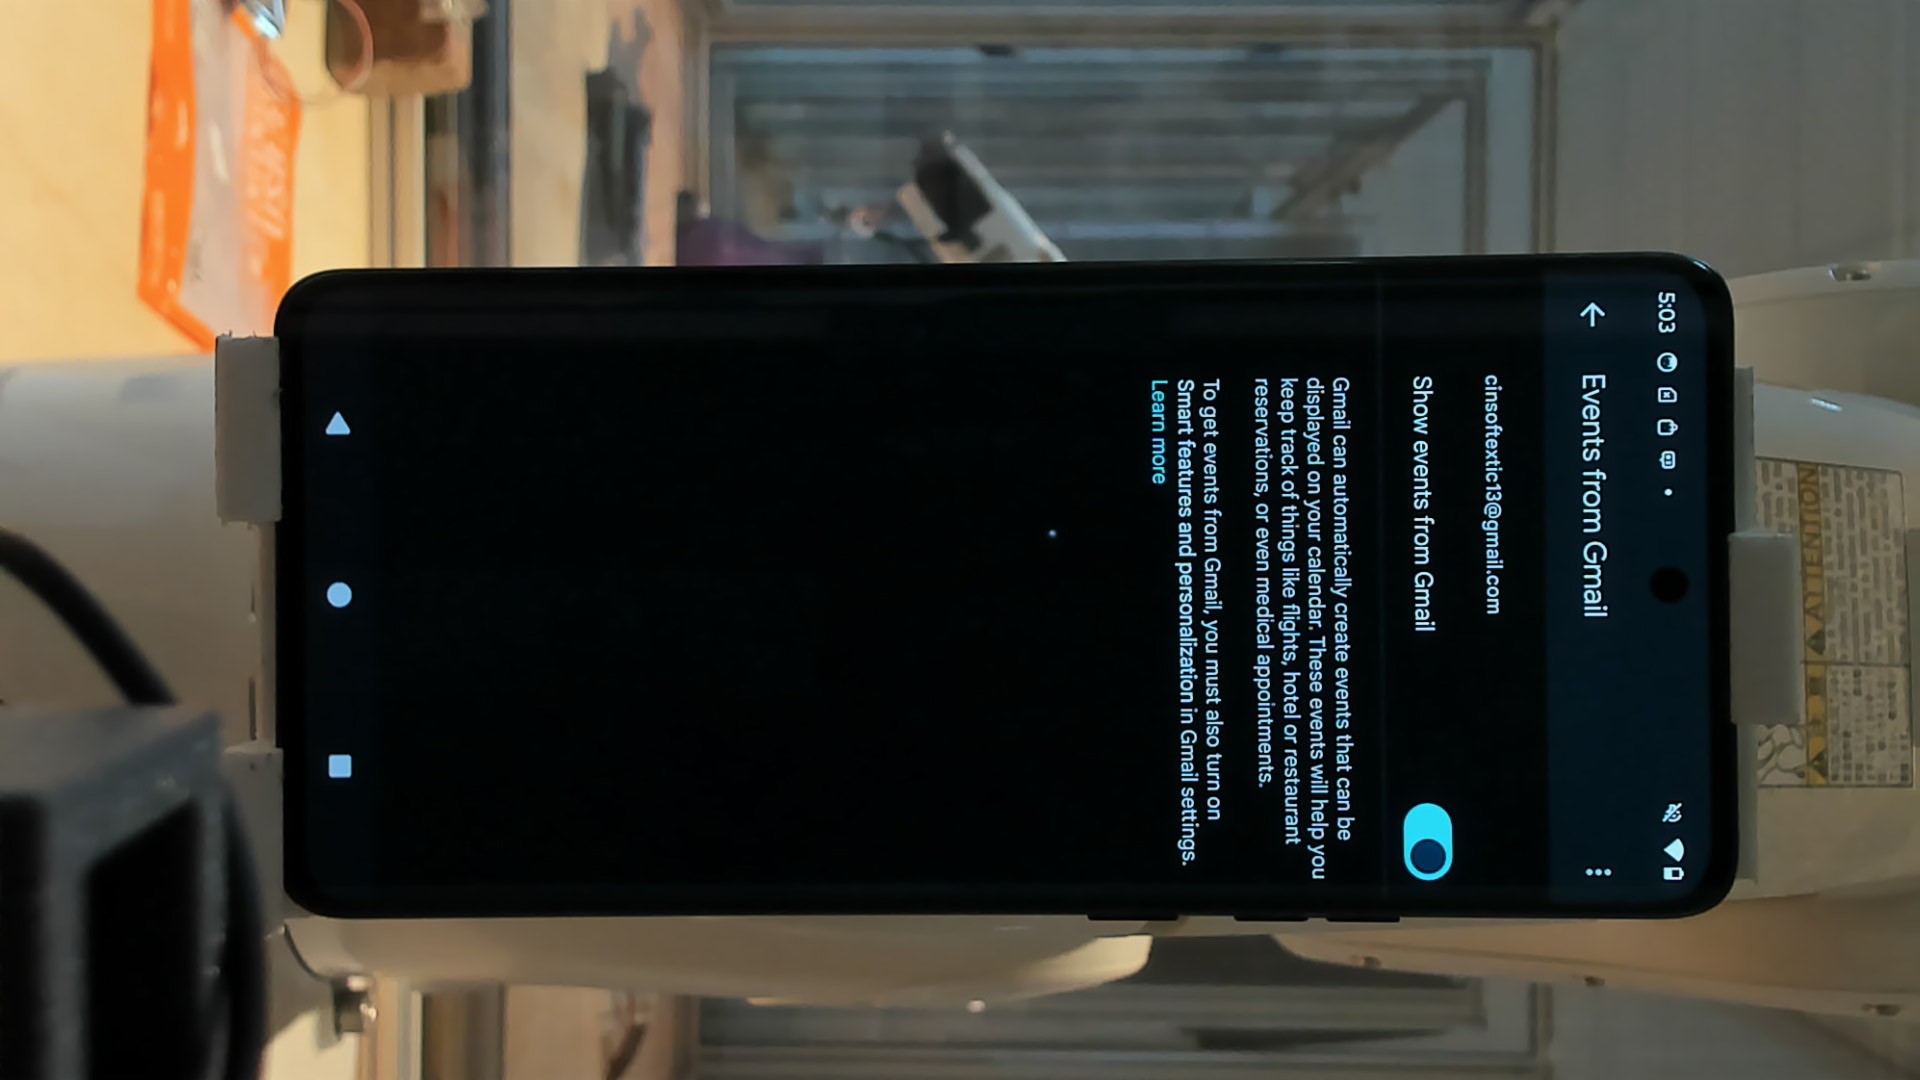 5:03
Events from Gmail
cinsoftextic13@gmail.com
Show events from Gmail
Gmail can automatically create events that can be
displayed on your calendar. These events will help you
keep track of things like flights, hotel or restaurant
reservations, or even medical appointments.
To get events from Gmail, you must also turn on
Smart features and personalization in Gmail settings.
Learn more
ATTENTION